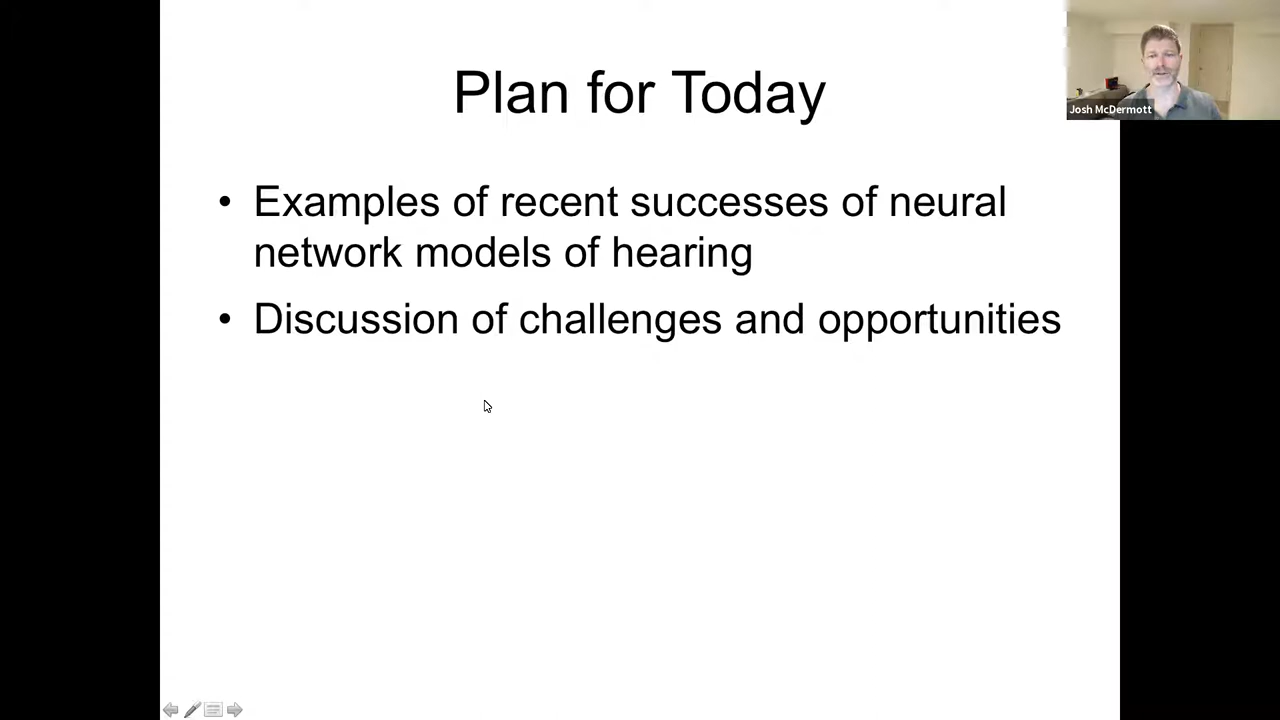 Plan for Today
• Examples of recent successes of neural
network models of hearing
• Discussion of challenges and opportunities
Josh McDermott